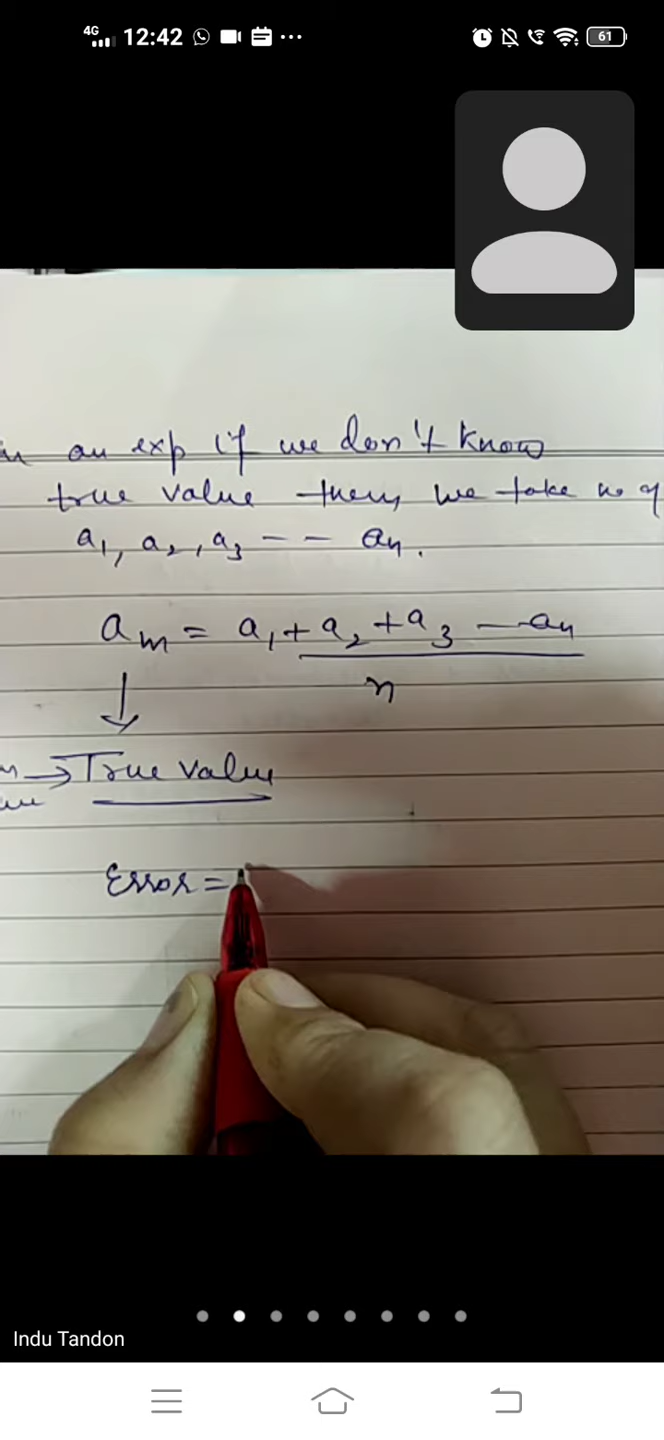 4G 12:42 61
an exp if we don't know
true value then, we take no of
a1, a2, a3 - - an.
am = a1 + a2 + a3 - - an
n
↓
→ True value
Error =
Indu Tandon